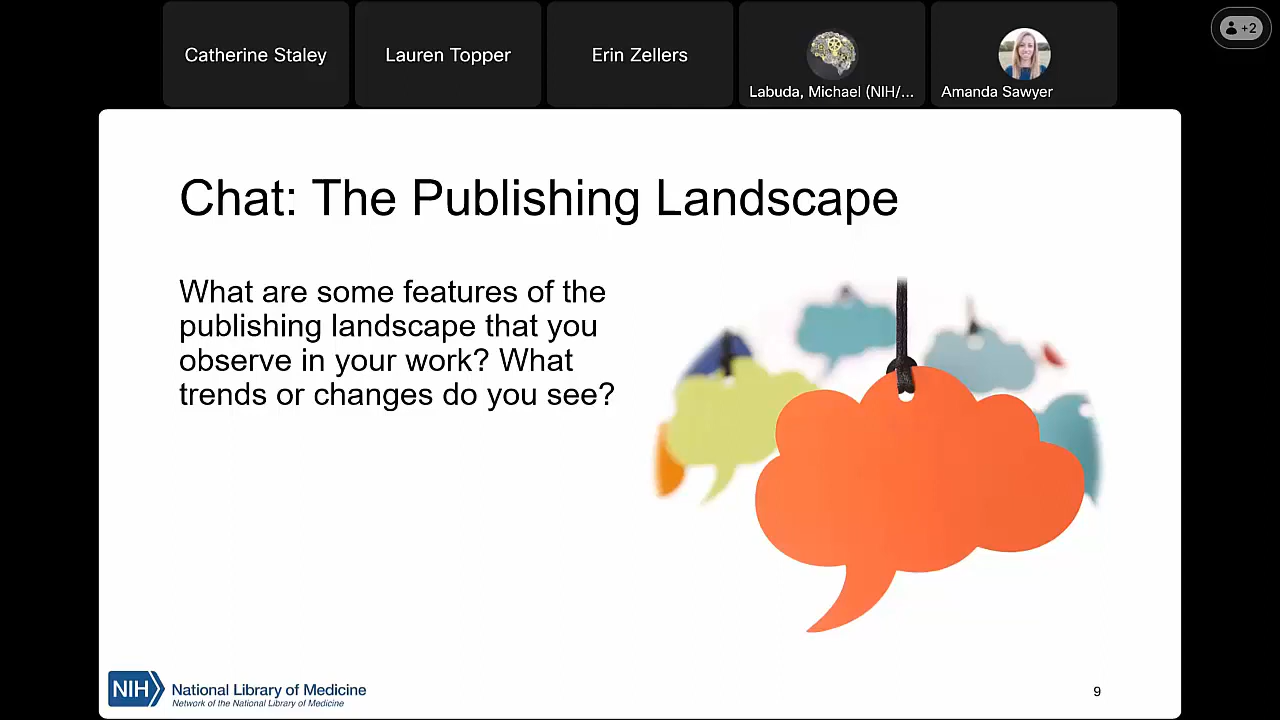 Catherine Staley
Lauren Topper
Erin Zellers
Labuda, Michael (NIH/...
Amanda Sawyer
+2
Chat: The Publishing Landscape
What are some features of the
publishing landscape that you
observe in your work? What
trends or changes do you see?
NIH
National Library of Medicine
Network of the National Library of Medicine
9